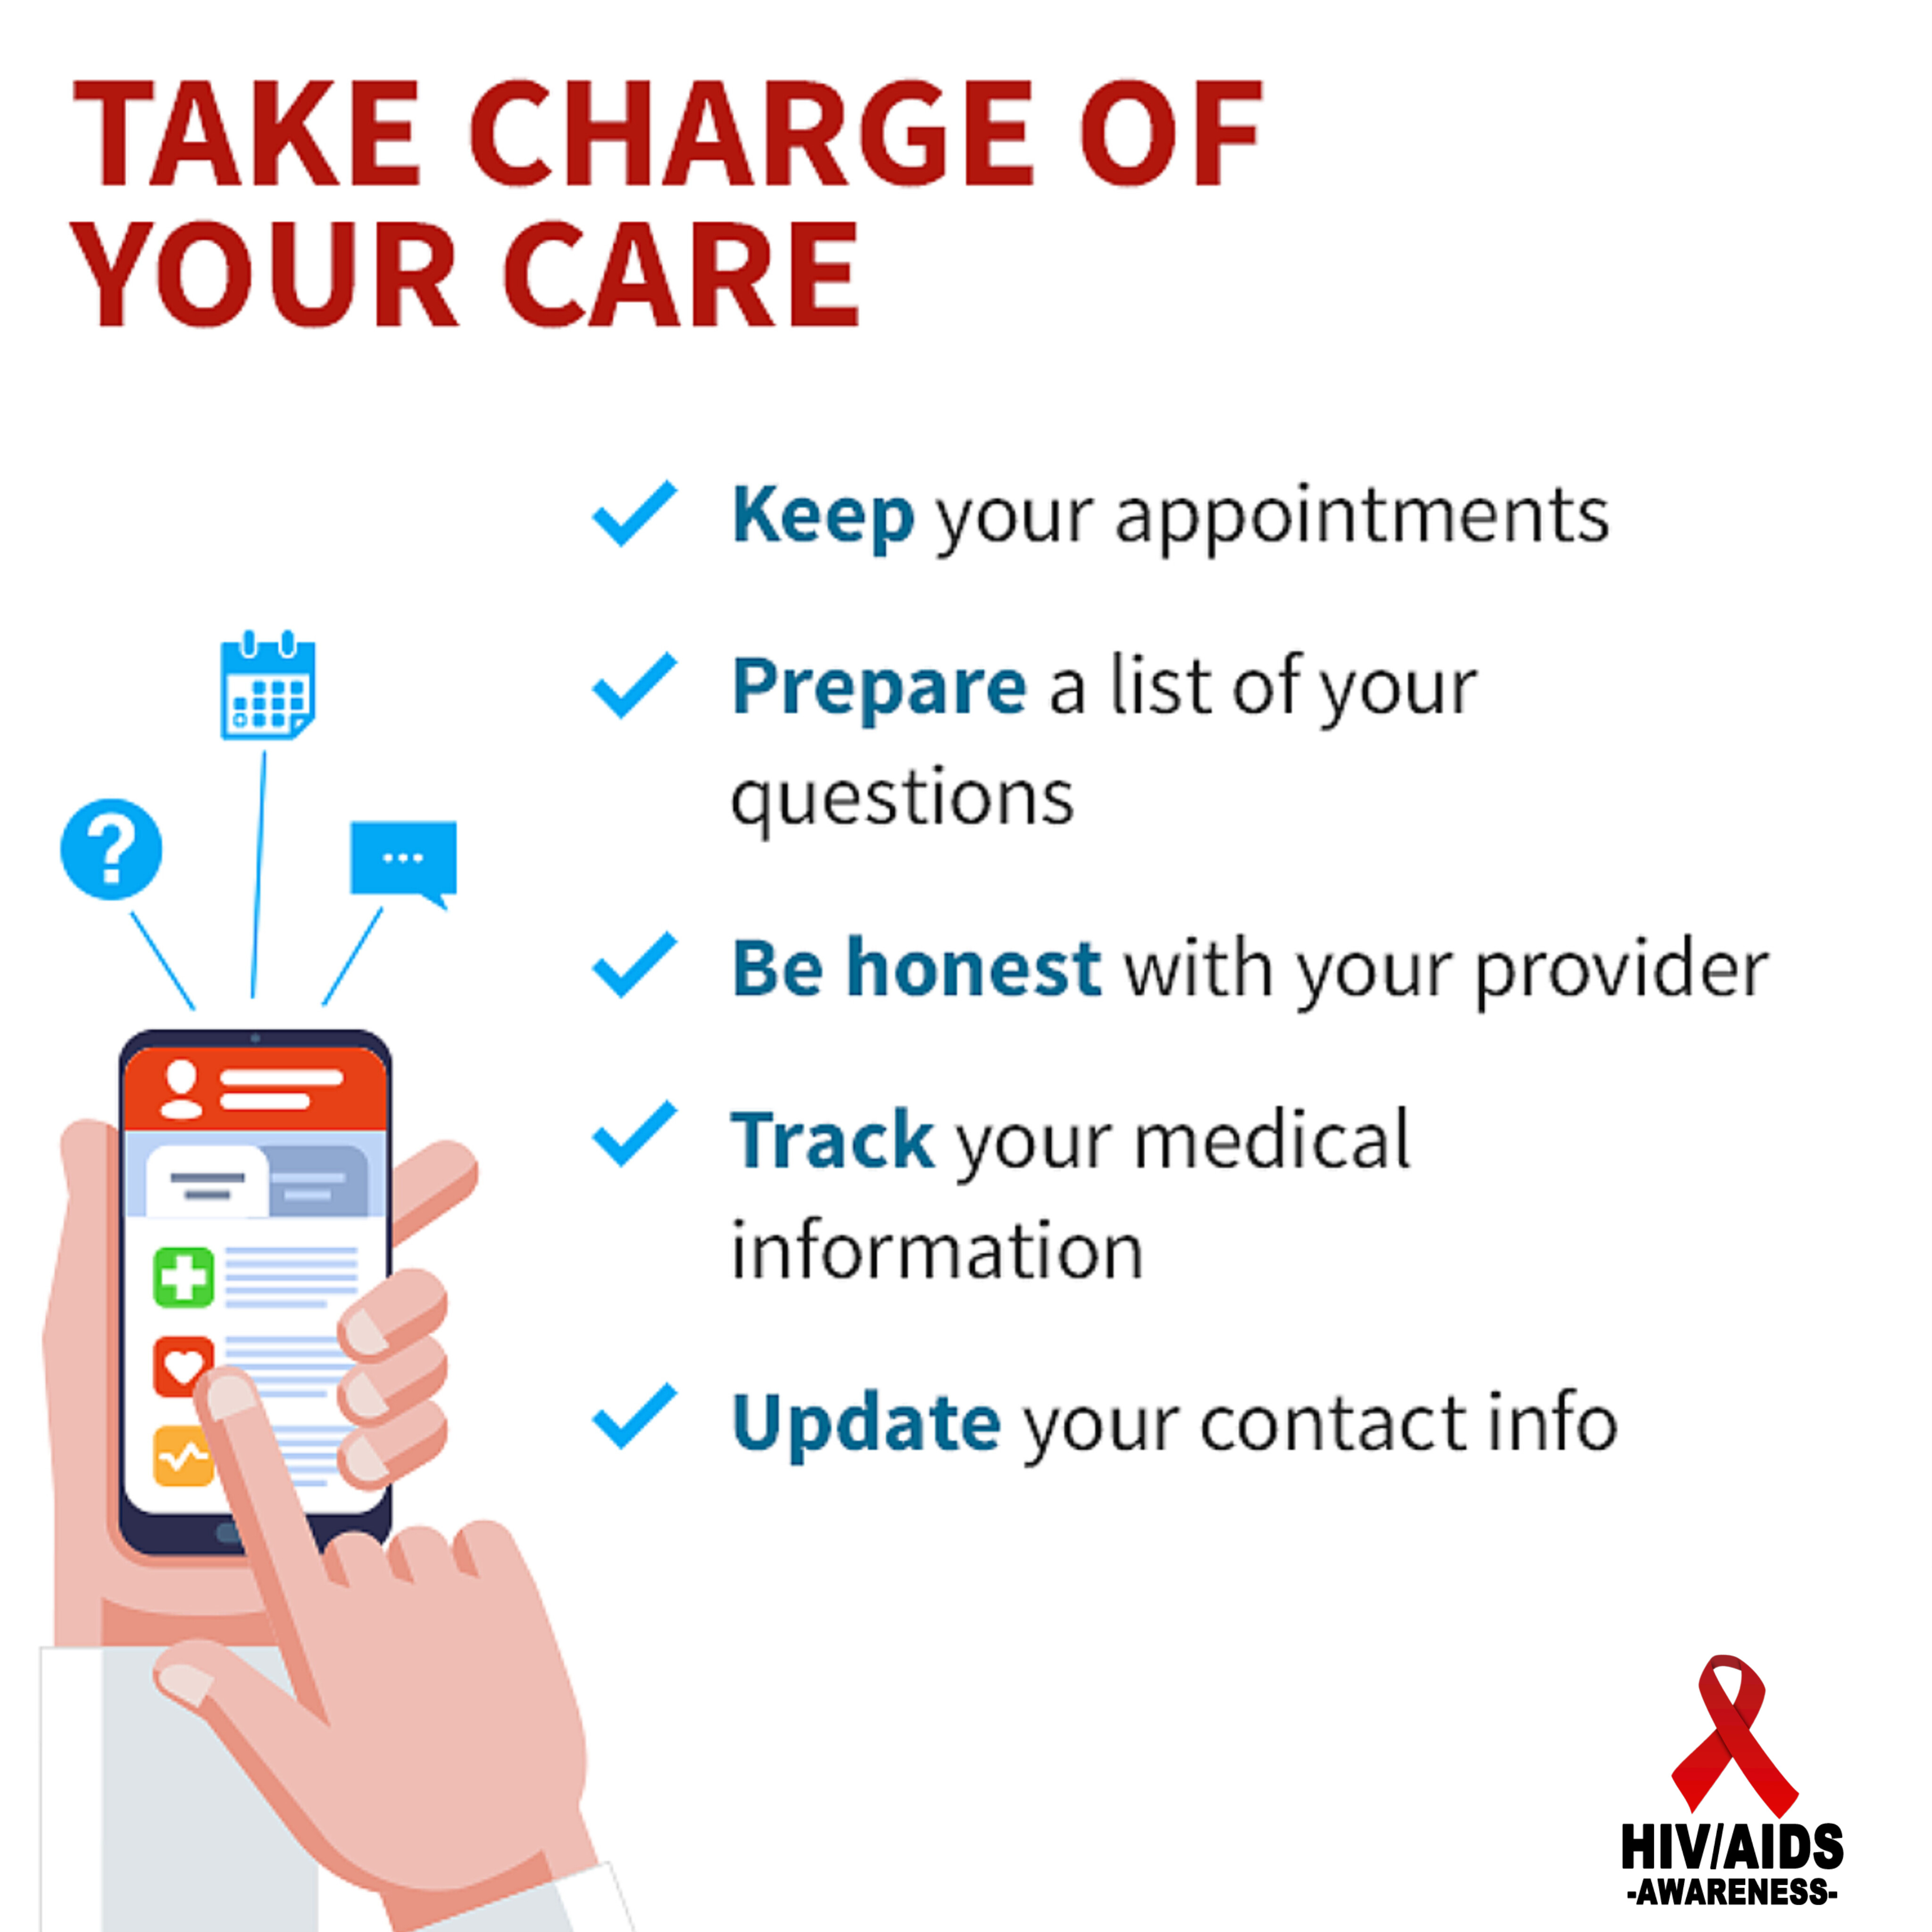 TAKE CHARGE OF
YOUR CARE
Keep your appointments
Prepare a list of your
questions
Be honest with your provider
Track your medical
information
Update your contact info
HIV/AIDS
-AWARENESS-